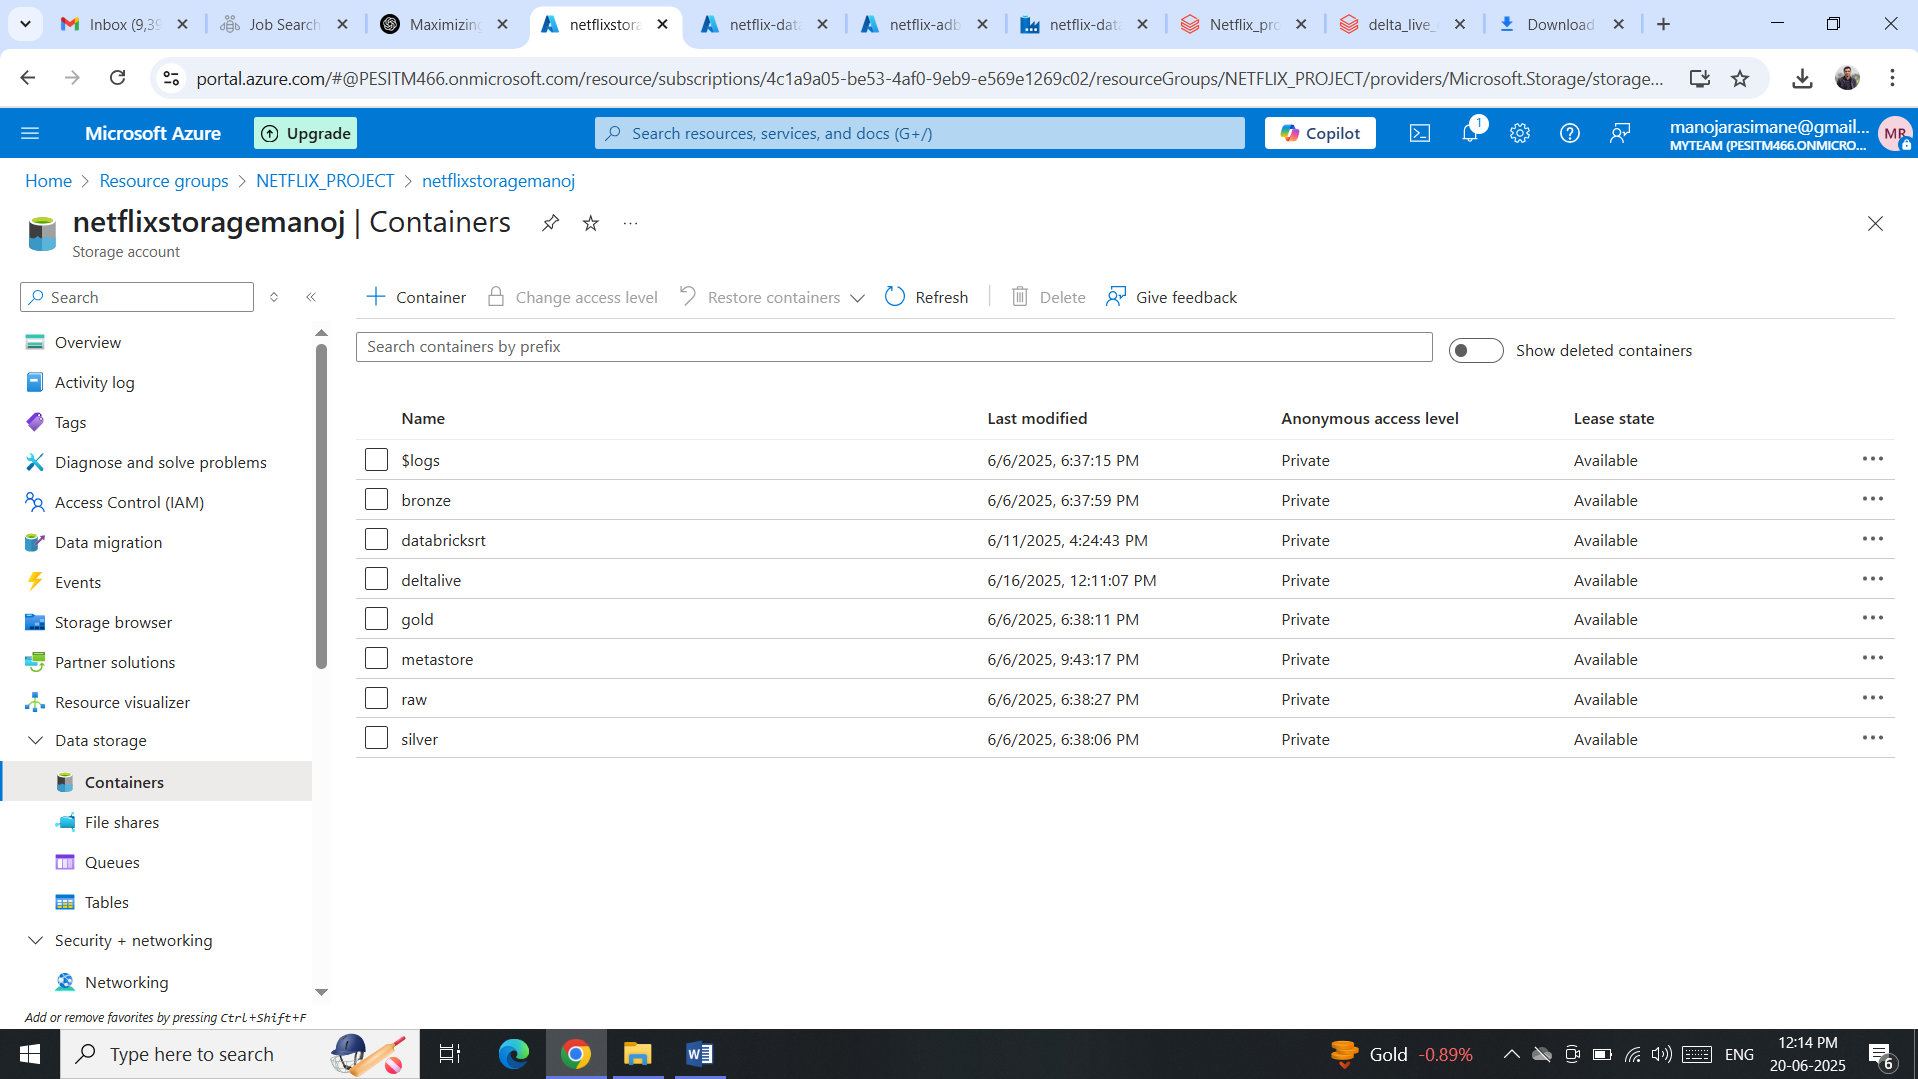 Inbox (9,39
Job Search
Maximizing
netflixstora
netflix-data
netflix-adb
netflix-data
Netflix_pro
delta_live_
Download
portal.azure.com/#@PESITM466.onmicrosoft.com/resource/subscriptions/4c1a9a05-be53-4af0-9eb9-e569e1269c02/resourceGroups/NETFLIX_PROJECT/providers/Microsoft.Storage/storage...
Microsoft Azure
Upgrade
Search resources, services, and docs (G+/)
Copilot
1
manojarasimane@gmail...
MYTEAM (PESITM466.ONMICRO...
MR
Home > Resource groups > NETFLIX_PROJECT > netflixstoragemanoj
netflixstoragemanoj | Containers
Storage account
Search
Container
Change access level
Restore containers
Refresh
Delete
Give feedback
Search containers by prefix
Show deleted containers
Overview
Activity log
Tags
Diagnose and solve problems
Access Control (IAM)
Data migration
Events
Storage browser
Partner solutions
Resource visualizer
Data storage
Containers
File shares
Queues
Tables
Security + networking
Networking
Add or remove favorites by pressing Ctrl+Shift+F
Name Last modified Anonymous access level Lease state
$logs 6/6/2025, 6:37:15 PM Private Available
bronze 6/6/2025, 6:37:59 PM Private Available
databricksrt 6/11/2025, 4:24:43 PM Private Available
deltalive 6/16/2025, 12:11:07 PM Private Available
gold 6/6/2025, 6:38:11 PM Private Available
metastore 6/6/2025, 9:43:17 PM Private Available
raw 6/6/2025, 6:38:27 PM Private Available
silver 6/6/2025, 6:38:06 PM Private Available
Type here to search
Gold -0.89%
ENG
12:14 PM
20-06-2025
6